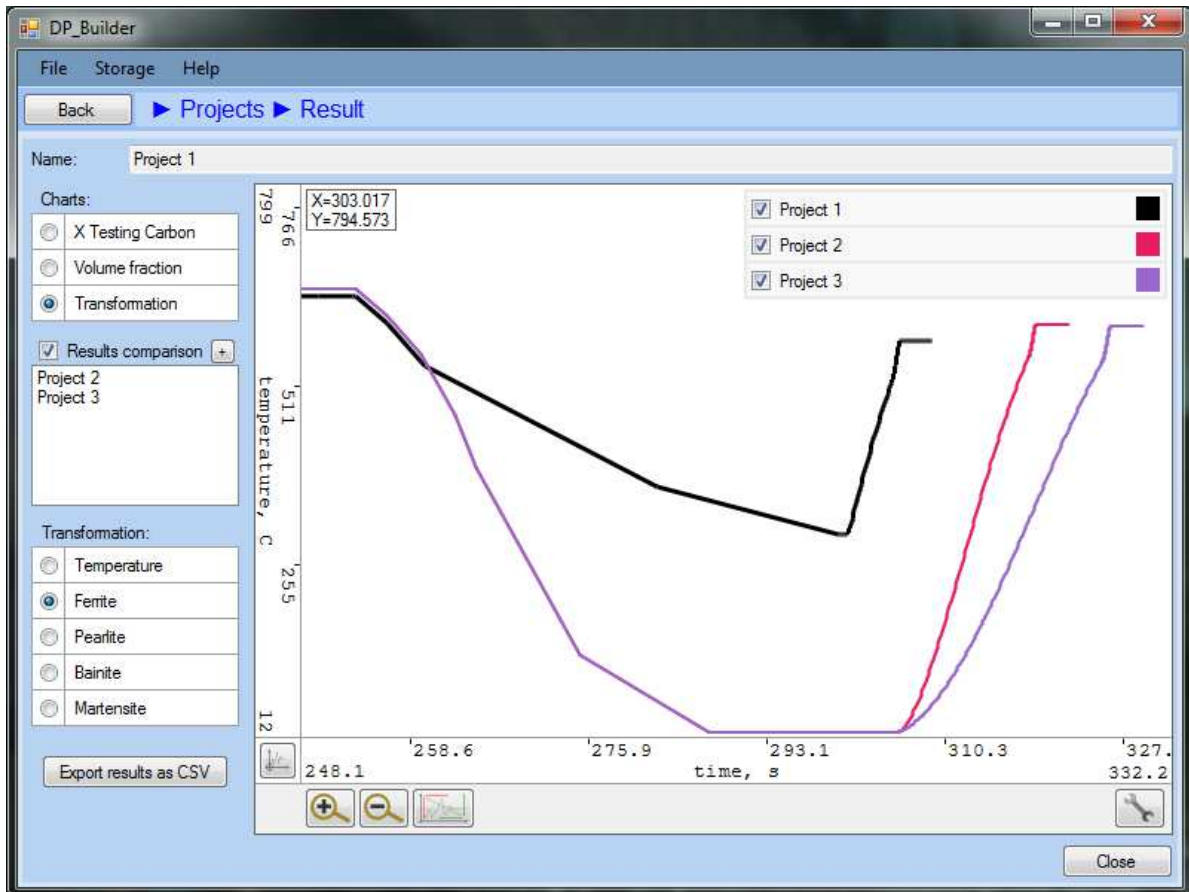 DP_Builder
File Storage Help
Back ► Projects ► Result
Name: Project 1
Charts:
X Testing Carbon
Volume fraction
Transformation
Results comparison +
Project 2
Project 3
Transformation:
Temperature
Ferrite
Pearlite
Bainite
Martensite
Export results as CSV
X=303.017
Y=794.573
Project 1
Project 2
Project 3
799
766
511
temperature, C
255
12
258.6 275.9 293.1 310.3 327.
248.1 time, s 332.2
Close